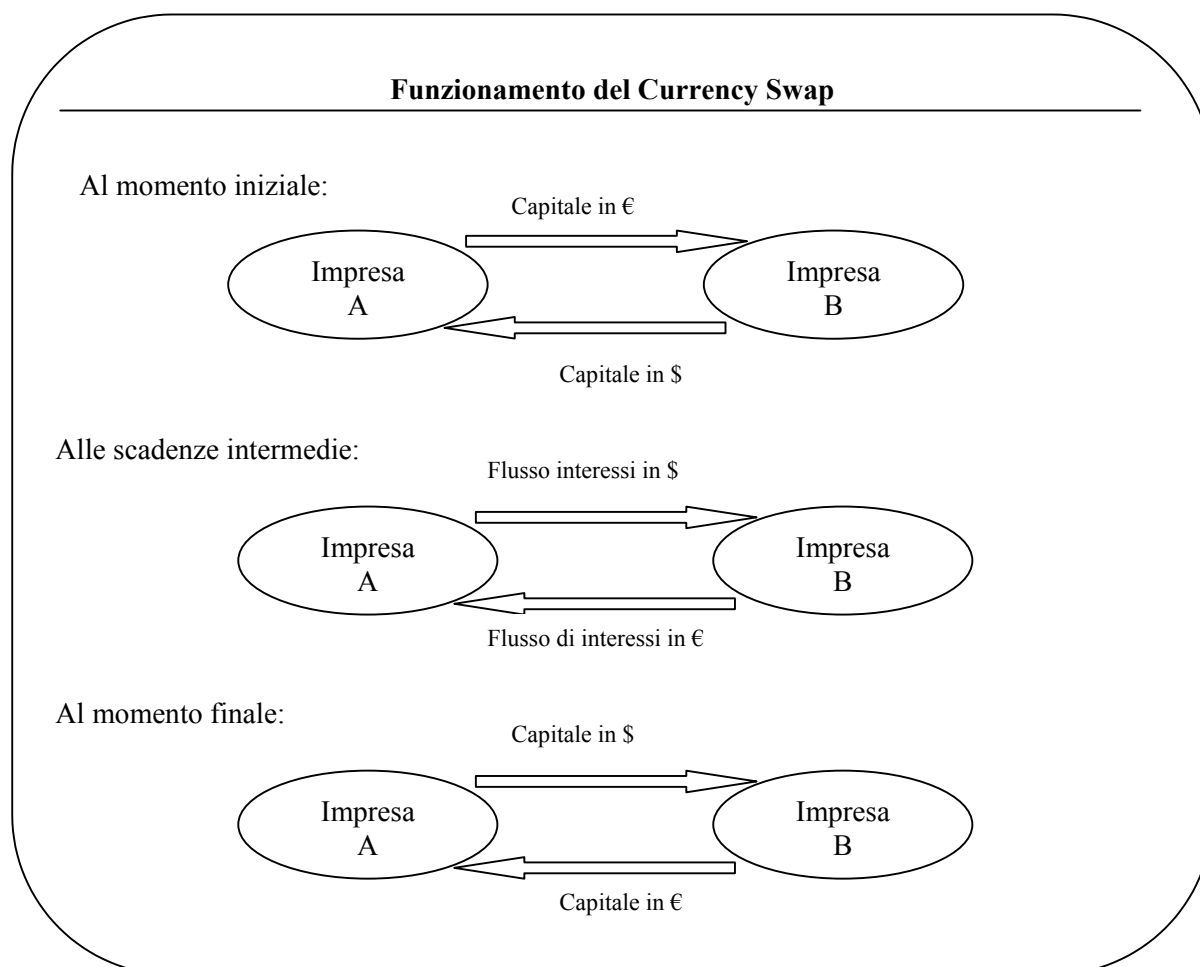 Funzionamento del Currency Swap
Al momento iniziale:
Capitale in €
Impresa
A
Impresa
B
Capitale in $
Alle scadenze intermedie:
Flusso interessi in $
Impresa
A
Impresa
B
Flusso di interessi in €
Al momento finale:
Capitale in $
Impresa
A
Impresa
B
Capitale in €